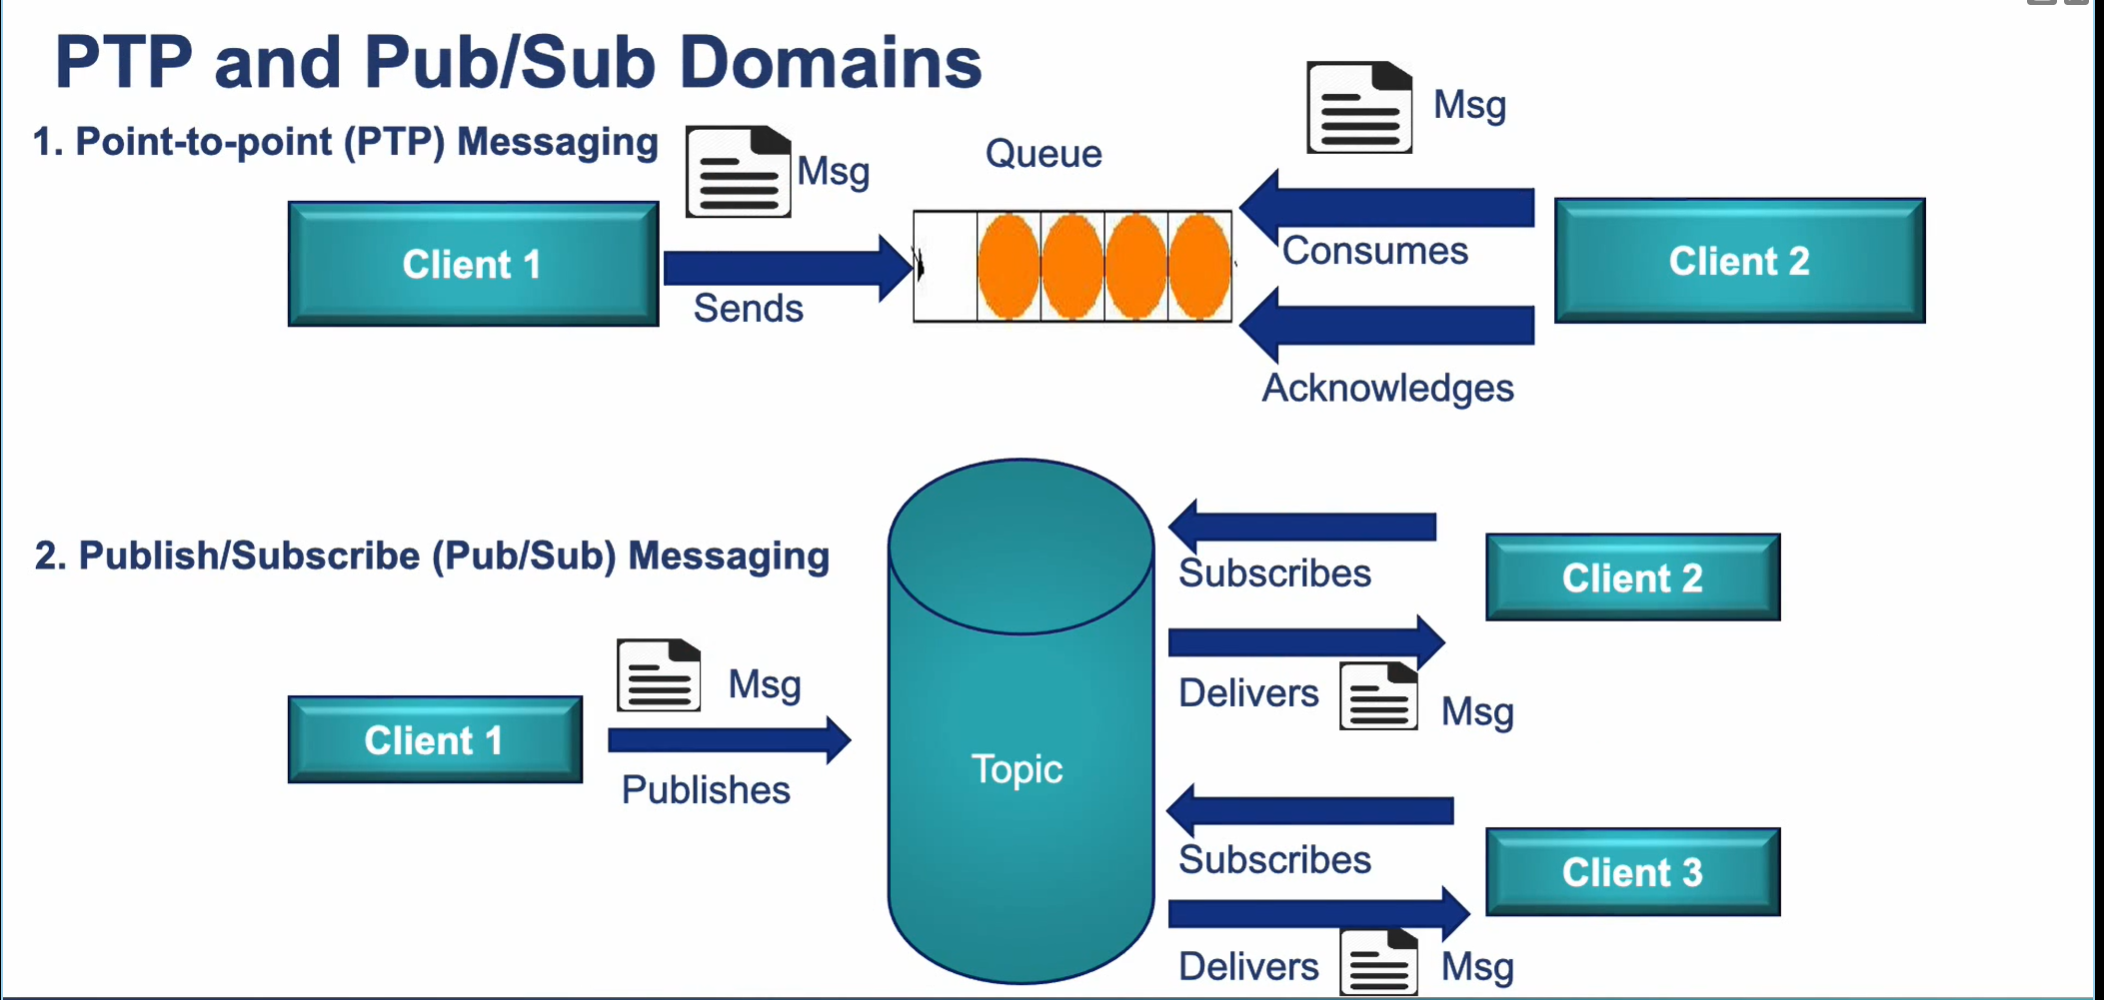 PTP and Pub/Sub Domains
1. Point-to-point (PTP) Messaging
Msg
Queue
Msg
Client 1
Sends
Consumes
Client 2
Acknowledges
2. Publish/Subscribe (Pub/Sub) Messaging
Subscribes
Client 2
Msg
Delivers
Msg
Client 1
Publishes
Topic
Subscribes
Client 3
Delivers
Msg